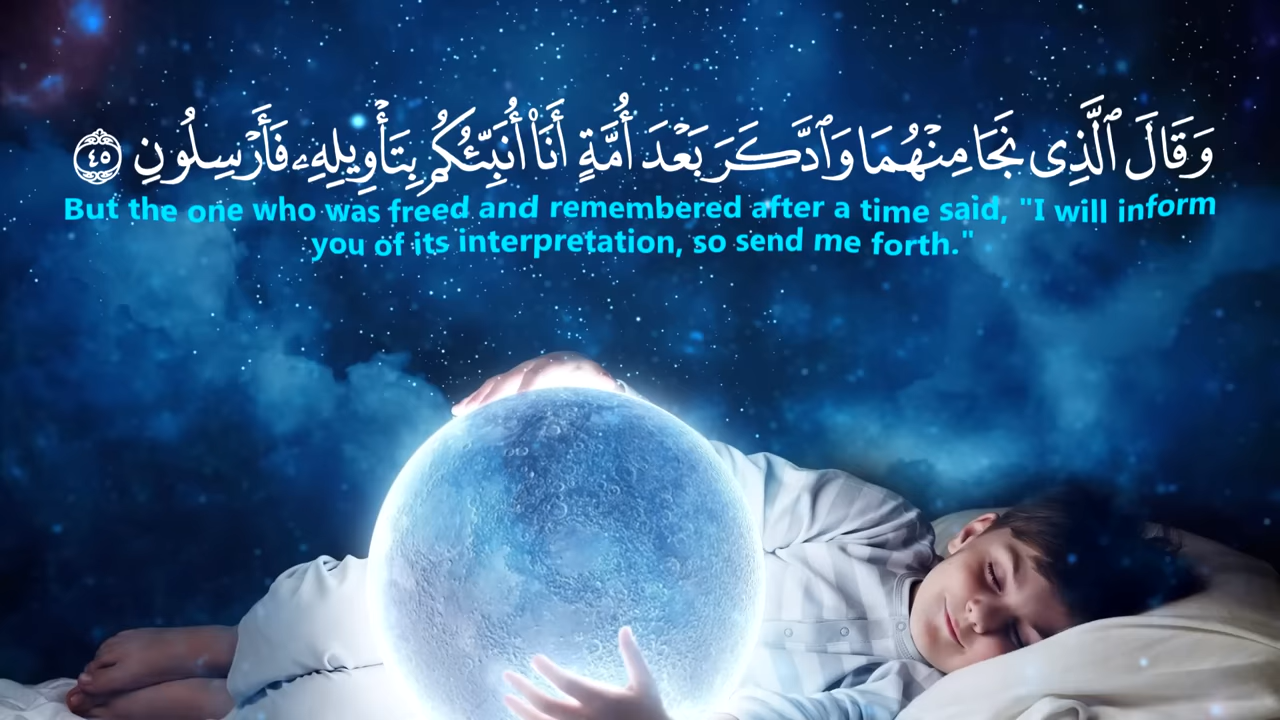 وَقَالَ ٱلَّذِى نَجَا مِنْهُمَا وَٱدَّكَرَ بَعْدَ أُمَّةٍ أَنَا۠ أُنَبِّئُكُم بِتَأْوِيلِهِۦ فَأَرْسِلُونِ ٤٥
But the one who was freed and remembered after a time said, "I will inform
you of its interpretation, so send me forth."